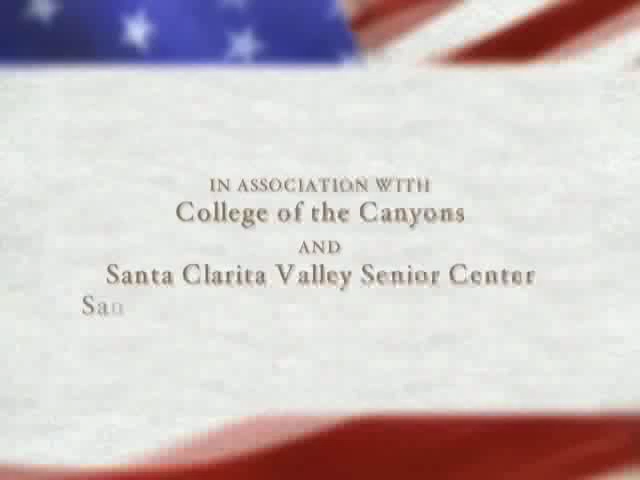 IN ASSOCIATION WITH
College of the Canyons
AND
Santa Clarita Valley Senior Center
San